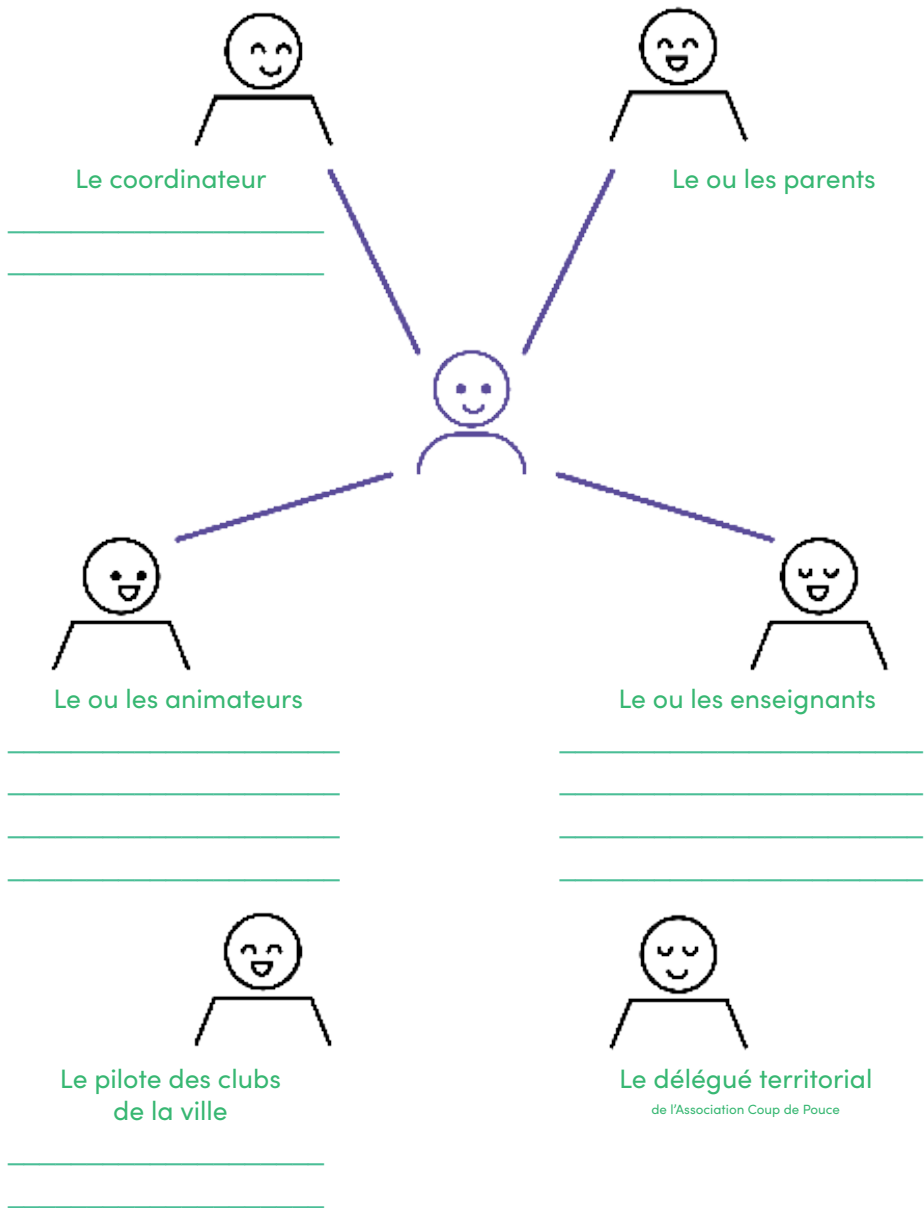 Le coordinateur
Le ou les parents
Le ou les animateurs
Le ou les enseignants
Le pilote des clubs
de la ville
Le délégué territorial
de l'Association Coup de Pouce